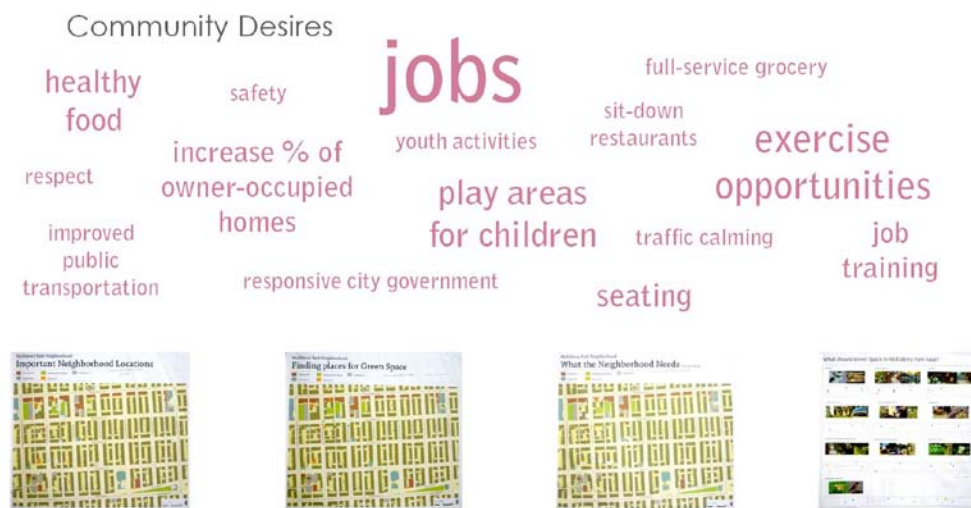 Community Desires
jobs
healthy
food
safety
full-service grocery
sit-down
restaurants
youth activities
increase % of
owner-occupied
homes
exercise
opportunities
respect
play areas
for children
improved
public
transportation
traffic calming
job
training
responsive city government
seating
Important Neighborhood Locations
Finding places for Green Space
What the Neighborhood Needs